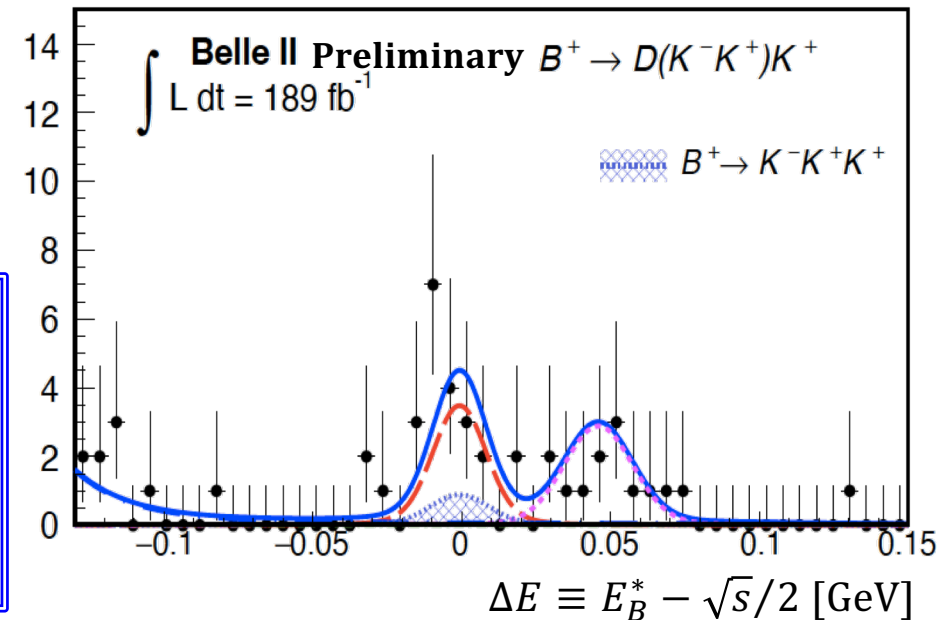 Belle II Preliminary B⁺ → D(K⁻K⁺)K⁺
∫ L dt = 189 fb⁻¹
B⁺→ K⁻K⁺K⁺
14
12
10
8
6
4
2
0
−0.1 −0.05 0 0.05 0.1 0.15
ΔE ≡ E*_B − √s/2 [GeV]